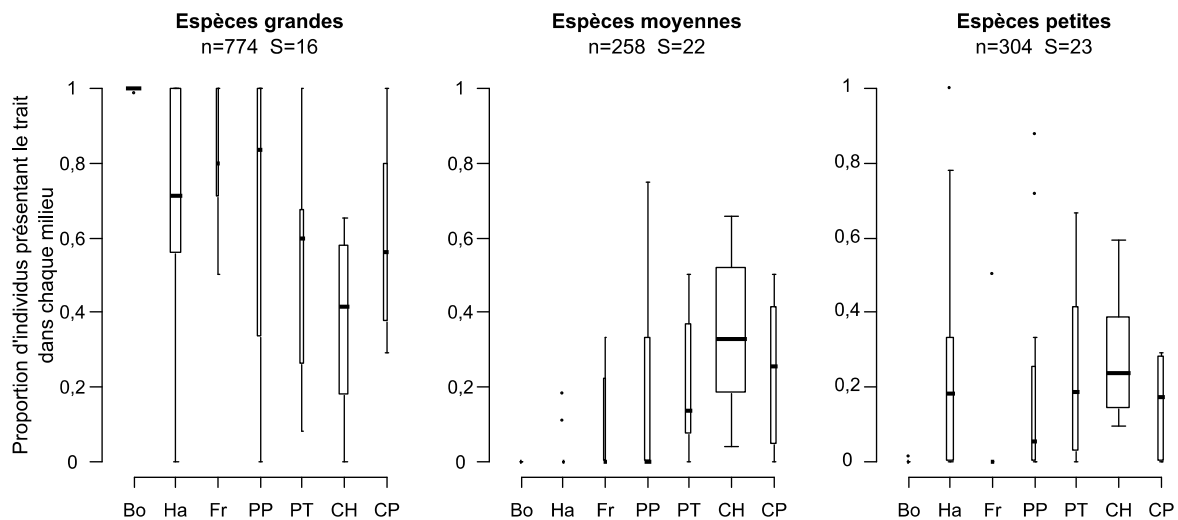 Espèces grandes
n=774 S=16
Espèces moyennes
n=258 S=22
Espèces petites
n=304 S=23
Proportion d'individus présentant le trait
dans chaque milieu
1
0,8
0,6
0,4
0,2
0
Bo Ha Fr PP PT CH CP
1
0,8
0,6
0,4
0,2
0
Bo Ha Fr PP PT CH CP
1
0,8
0,6
0,4
0,2
0
Bo Ha Fr PP PT CH CP